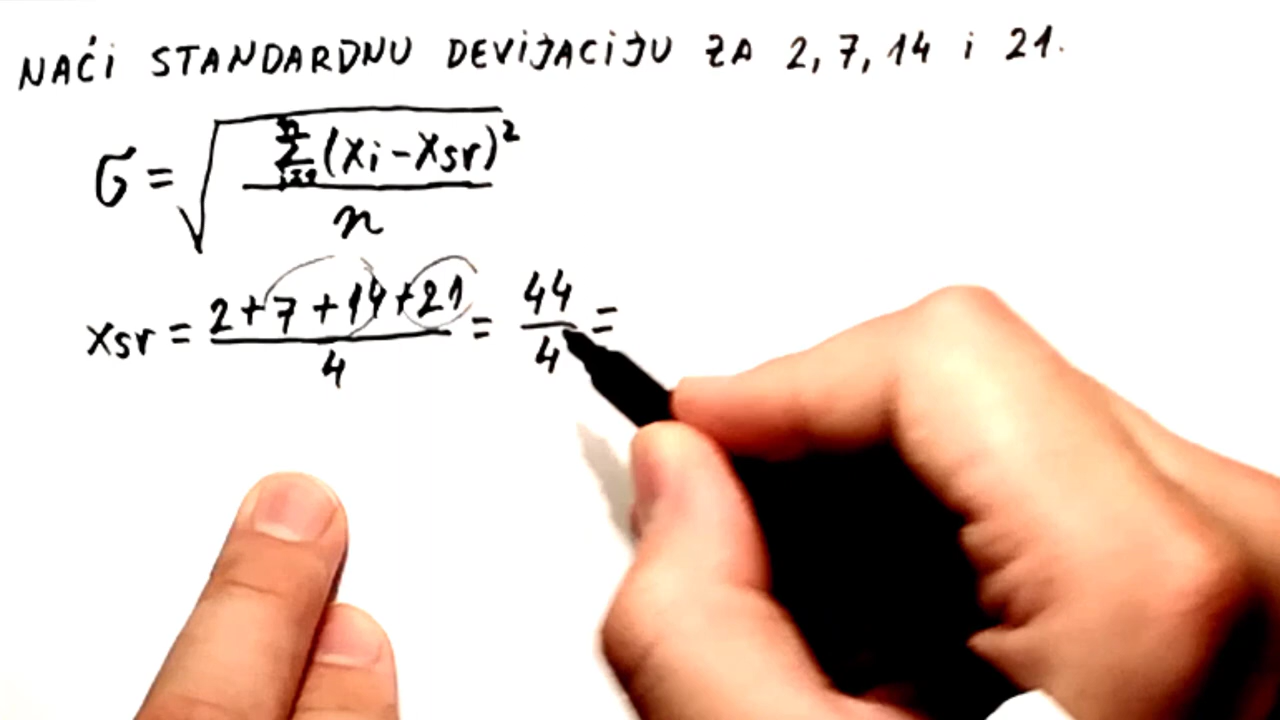 NAĆI STANDARDNU DEVIJACIJU ZA 2, 7, 14 i 21.
σ = √ Σ (xi - xsr)²
n
xsr = 2+7+14+21 / 4 = 44 / 4 =